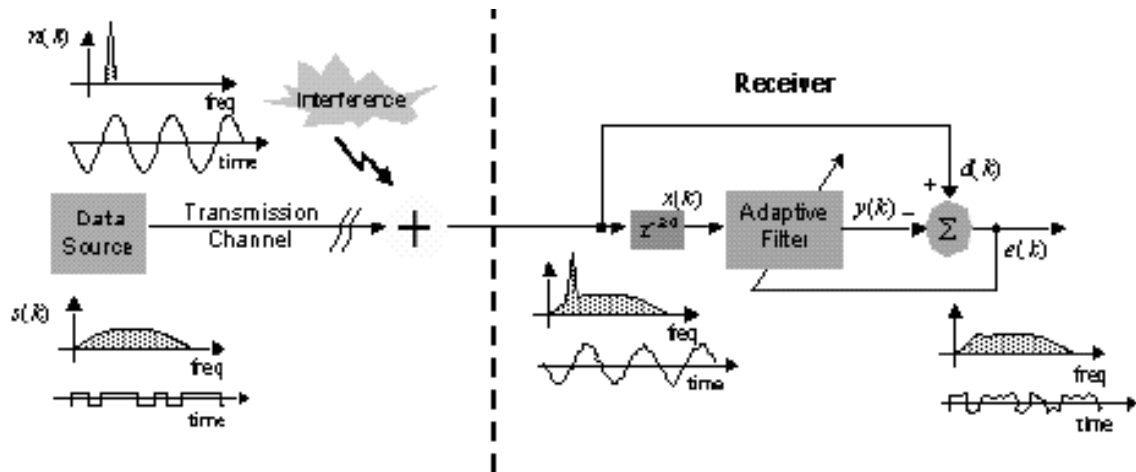 n(k)
freq
time
Interference
Receiver
Data
Source
Transmission
Channel
+
x(k)
Adaptive
Filter
y(k)
−
+
d(k)
Σ
e(k)
s(k)
freq
time
freq
time
freq
time